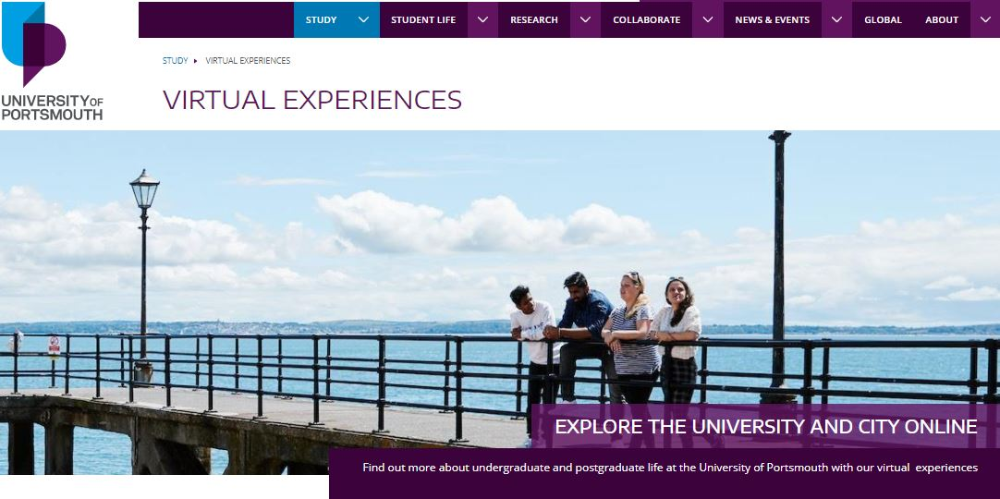 STUDY
STUDENT LIFE
RESEARCH
COLLABORATE
NEWS & EVENTS
GLOBAL
ABOUT
UNIVERSITY OF
PORTSMOUTH
STUDY
VIRTUAL EXPERIENCES
VIRTUAL EXPERIENCES
EXPLORE THE UNIVERSITY AND CITY ONLINE
Find out more about undergraduate and postgraduate life at the University of Portsmouth with our virtual experiences